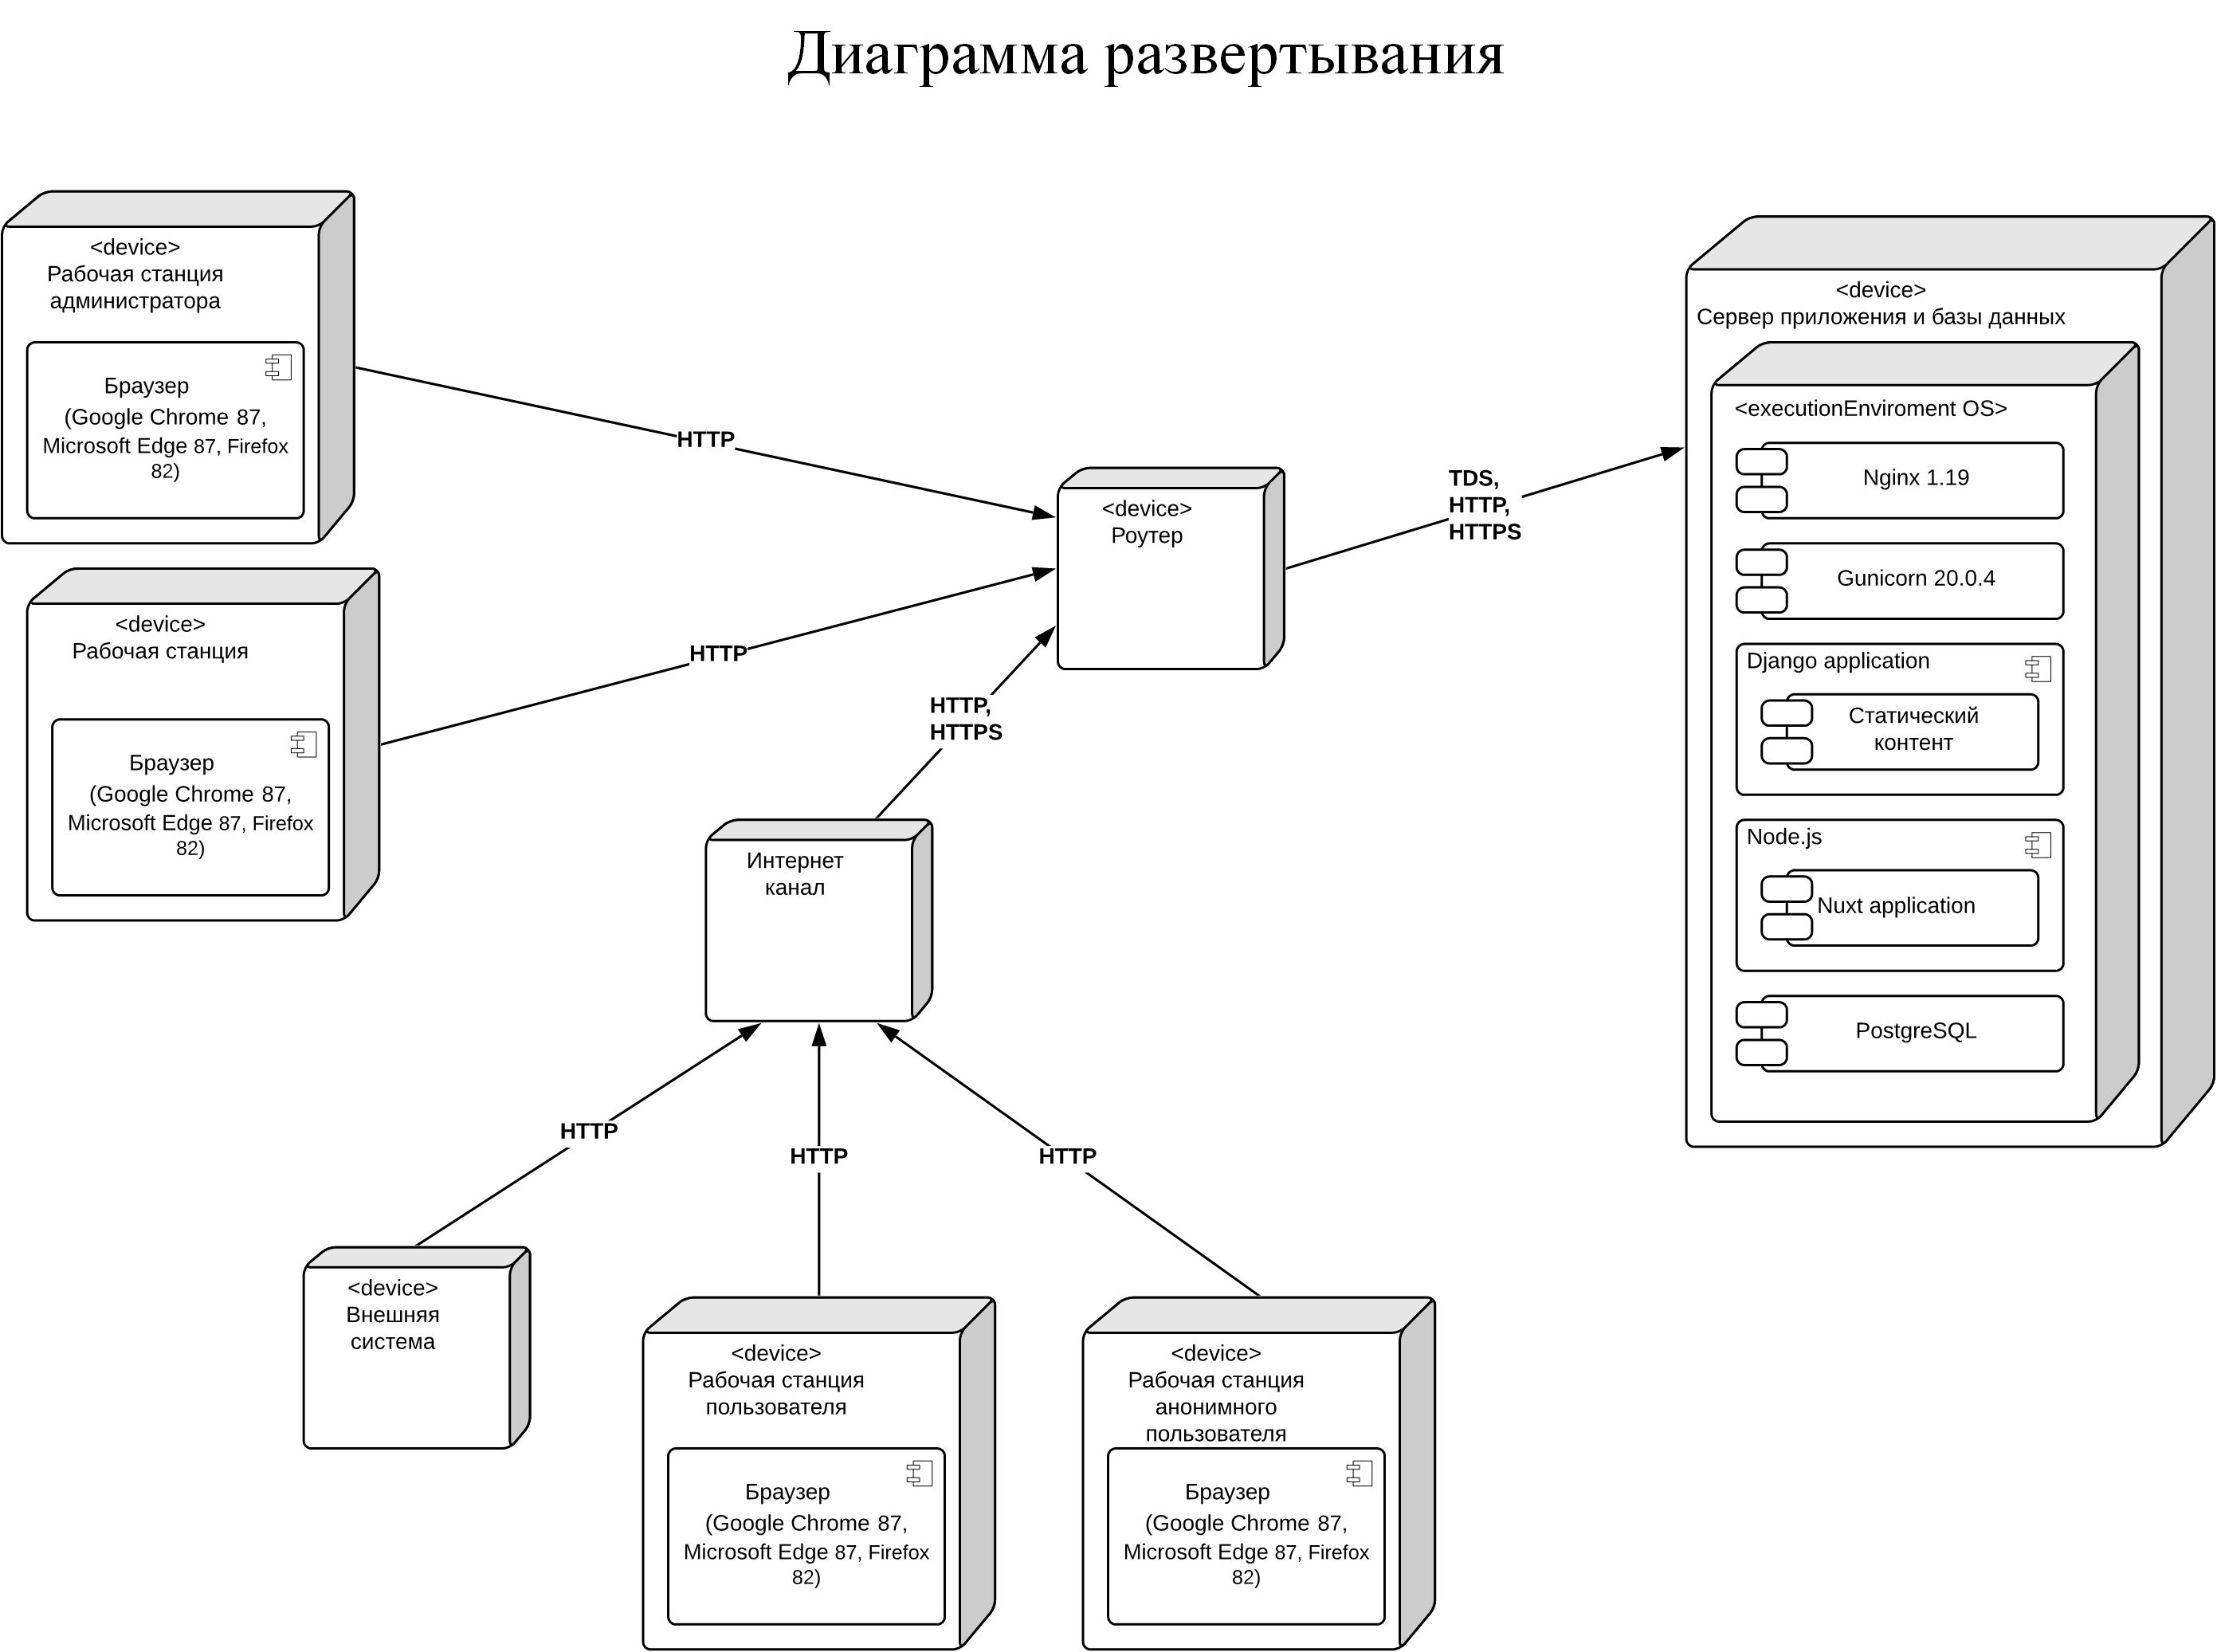 Диаграмма развертывания
<device>
Рабочая станция
администратора
Браузер
(Google Chrome 87,
Microsoft Edge 87, Firefox
82)
HTTP
<device>
Рабочая станция
Браузер
(Google Chrome 87,
Microsoft Edge 87, Firefox
82)
HTTP
<device>
Роутер
TDS,
HTTP,
HTTPS
<device>
Сервер приложения и базы данных
<executionEnviroment OS>
Nginx 1.19
Gunicorn 20.0.4
Django application
Статический
контент
Node.js
Nuxt application
PostgreSQL
HTTP,
HTTPS
Интернет
канал
HTTP
HTTP
HTTP
<device>
Внешняя
система
<device>
Рабочая станция
пользователя
Браузер
(Google Chrome 87,
Microsoft Edge 87, Firefox
82)
<device>
Рабочая станция
анонимного
пользователя
Браузер
(Google Chrome 87,
Microsoft Edge 87, Firefox
82)